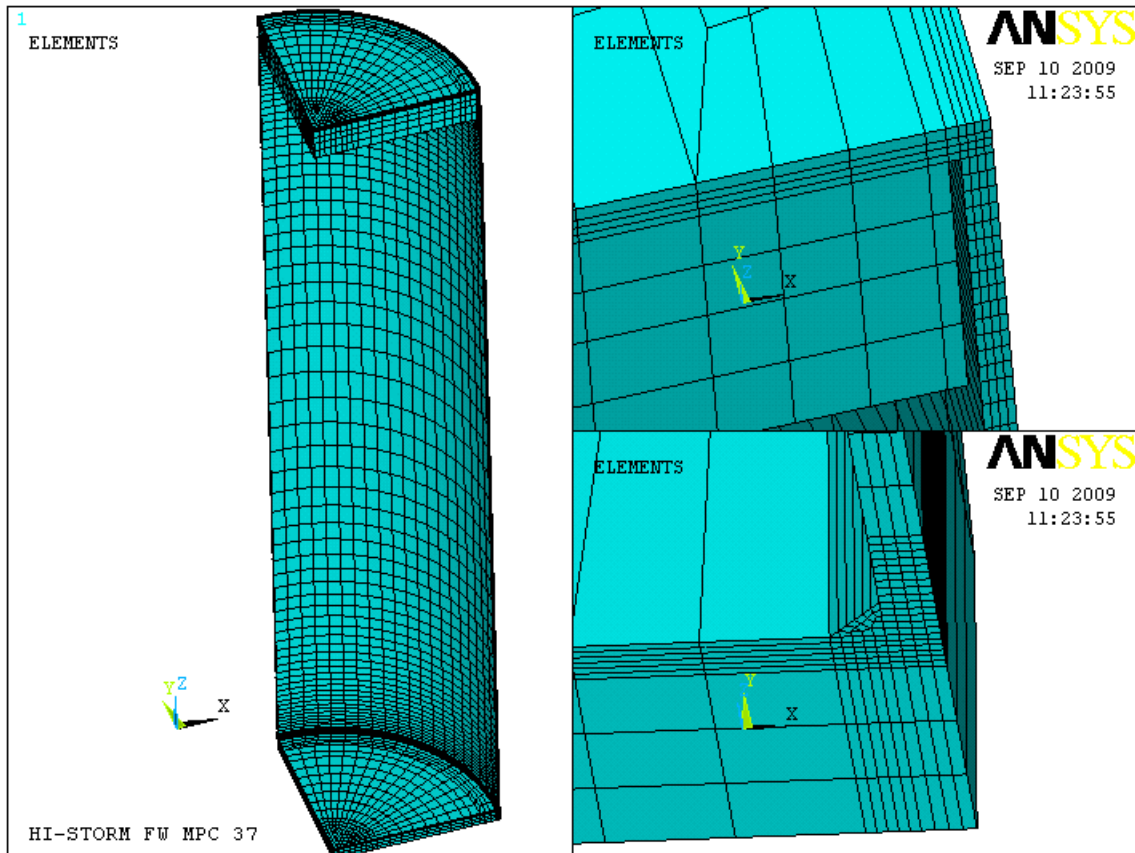 1
ELEMENTS
Y Z
X
HI-STORM FW MPC 37
ELEMENTS
ANSYS
SEP 10 2009
11:23:55
Y
Z
X
ELEMENTS
ANSYS
SEP 10 2009
11:23:55
Y
X